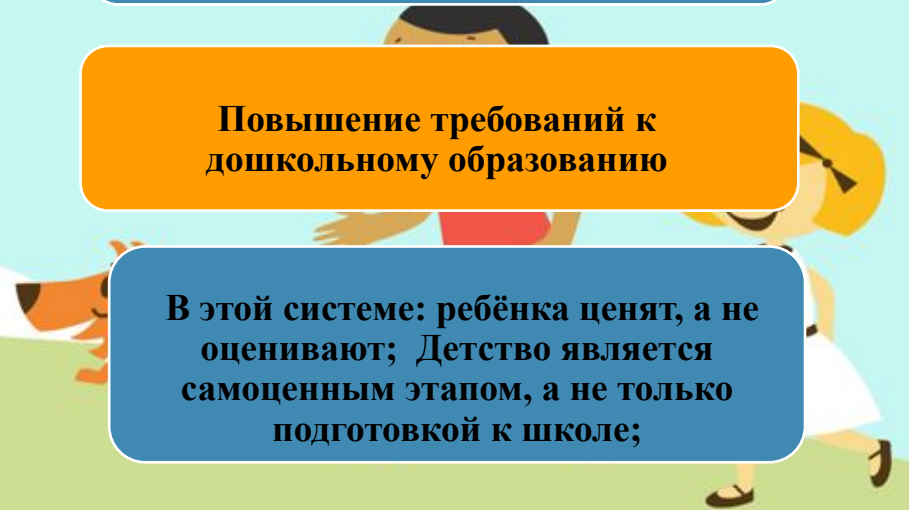 Повышение требований к
дошкольному образованию
В этой системе: ребёнка ценят, а не
оценивают;  Детство является
самоценным этапом, а не только
подготовкой к школе;